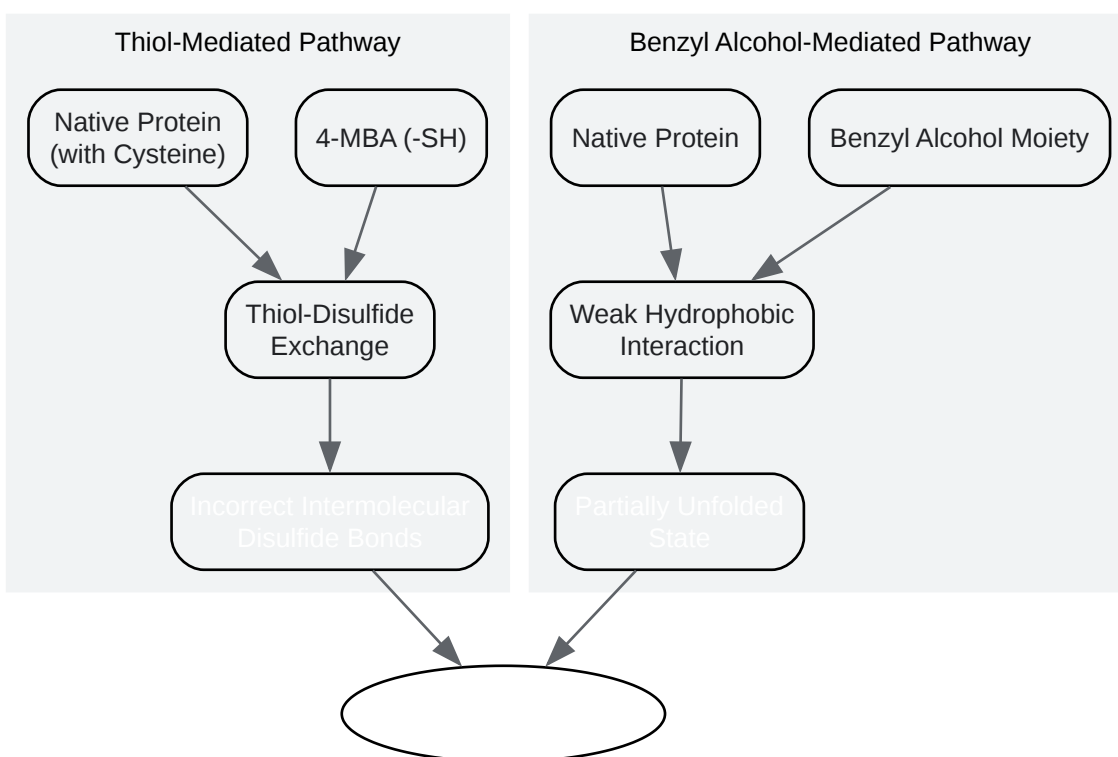 Thiol-Mediated Pathway
Benzyl Alcohol-Mediated Pathway
Native Protein
(with Cysteine)
4-MBA (-SH)
Native Protein
Benzyl Alcohol Moiety
Thiol-Disulfide
Exchange
Weak Hydrophobic
Interaction
Incorrect Intermolecular
Disulfide Bonds
Partially Unfolded
State